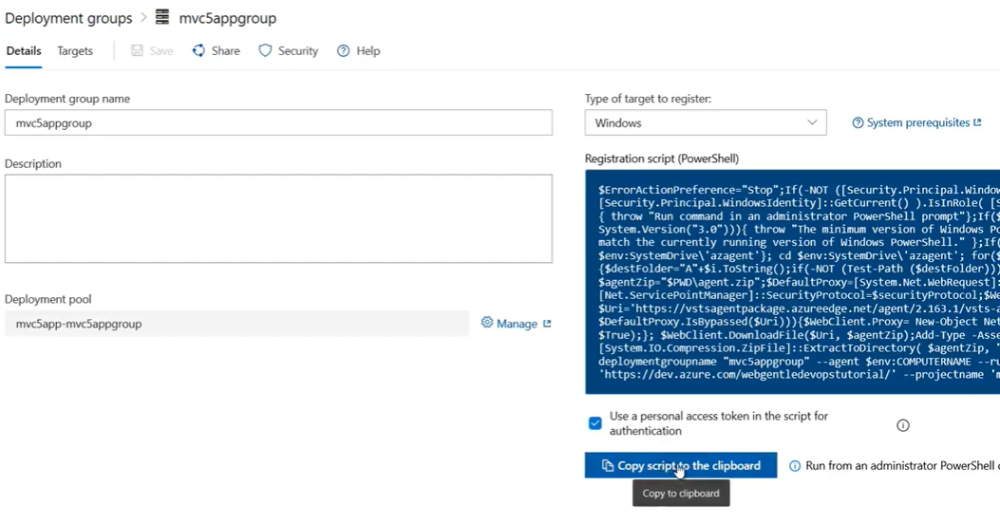 Deployment groups > mvc5appgroup
Details Targets Save Share Security Help
Deployment group name
mvc5appgroup
Description
Deployment pool
mvc5app-mvc5appgroup
Manage
Type of target to register:
Windows
System prerequisites
Registration script (PowerShell)
$ErrorActionPreference="Stop";If(-NOT ([Security.Principal.Window
[Security.Principal.WindowsIdentity]::GetCurrent() ).IsInRole( [S
{ throw "Run command in an administrator PowerShell prompt"};If($
System.Version("3.0"))){ throw "The minimum version of Windows Po
match the currently running version of Windows PowerShell." };If(
$env:SystemDrive\'azagent'}; cd $env:SystemDrive\'azagent'; for($
{$destFolder="A"+$i.ToString();if(-NOT (Test-Path ($destFolder)))
$agentZip="$PWD\agent.zip";$DefaultProxy=[System.Net.WebRequest]:
[Net.ServicePointManager]::SecurityProtocol=$securityProtocol;$We
$Uri='https://vstsagentpackage.azureedge.net/agent/2.163.1/vsts-a
$DefaultProxy.IsBypassed($Uri))){$WebClient.Proxy= New-Object Net
$True);}; $WebClient.DownloadFile($Uri, $agentZip);Add-Type -Asse
[System.IO.Compression.ZipFile]::ExtractToDirectory( $agentZip, "
deploymentgroupname "mvc5appgroup" --agent $env:COMPUTERNAME --ru
'https://dev.azure.com/webgentledevopstutorial/' --projectname 'm
Use a personal access token in the script for
authentication
Copy script to the clipboard
Run from an administrator PowerShell
Copy to clipboard